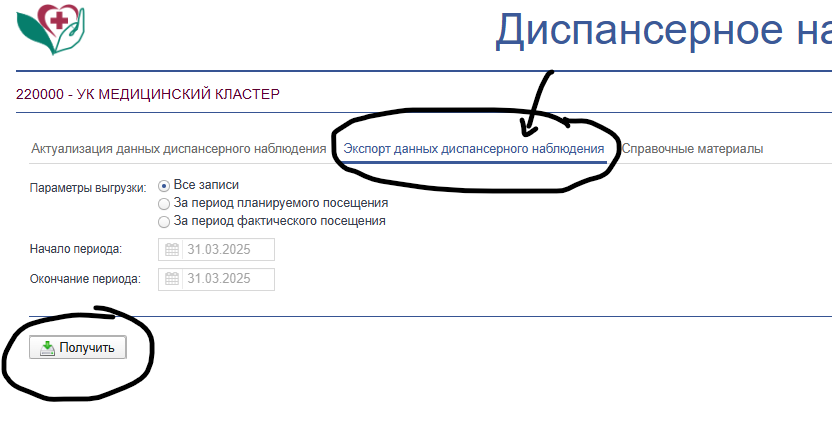 Диспансерное на
220000 - УК МЕДИЦИНСКИЙ КЛАСТЕР
Актуализация данных диспансерного наблюдения Экспорт данных диспансерного наблюдения Справочные материалы
Параметры выгрузки: Все записи
За период планируемого посещения
За период фактического посещения
Начало периода: 31.03.2025
Окончание периода: 31.03.2025
Получить